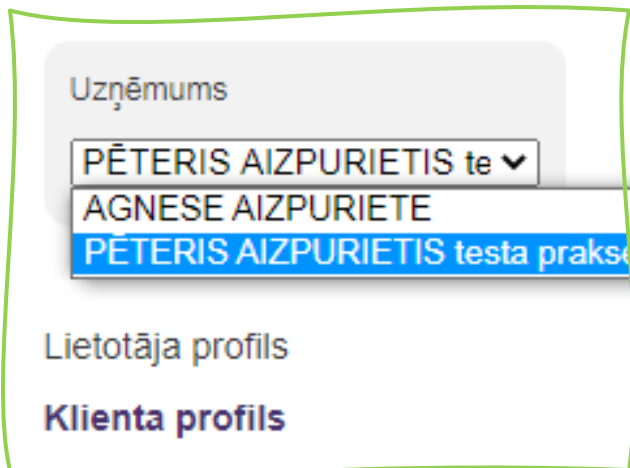 Uzņēmums
PĒTERIS AIZPURIETIS te
AGNESE AIZPURIETE
PĒTERIS AIZPURIETIS testa prakse
Lietotāja profils
Klienta profils